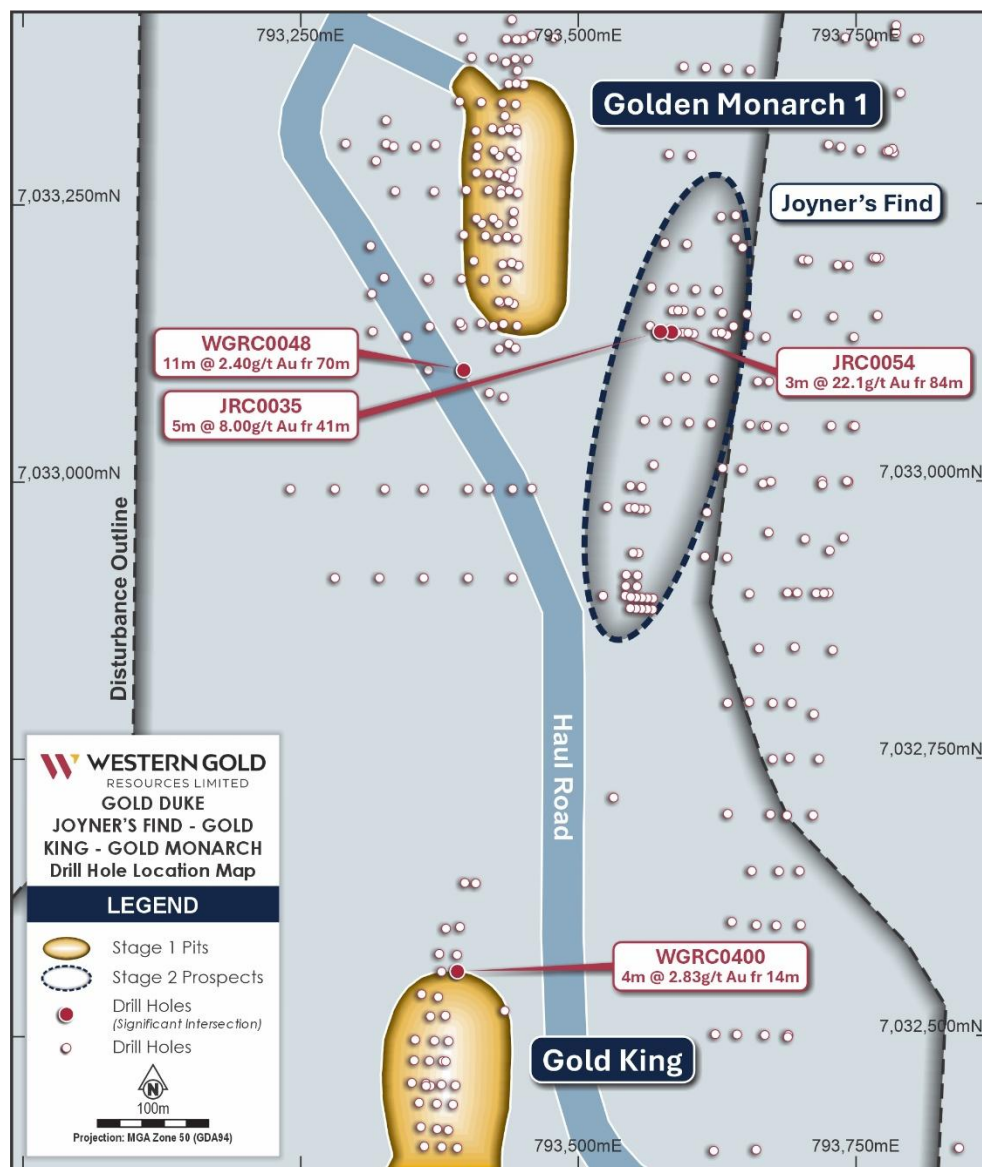 793,250mE
793,500mE
793,750mE
Golden Monarch 1
7,033,250mN
Joyner's Find
WGRC0048
11m @ 2.40g/t Au fr 70m
JRC0054
3m @ 22.1g/t Au fr 84m
JRC0035
5m @ 8.00g/t Au fr 41m
7,033,000mN
7,033,000mN
Disturbance Outline
Haul Road
7,032,750mN
WESTERN GOLD
RESOURCES LIMITED
GOLD DUKE
JOYNER'S FIND - GOLD
KING - GOLD MONARCH
Drill Hole Location Map
LEGEND
Stage 1 Pits
Stage 2 Prospects
Drill Holes
(Significant Intersection)
Drill Holes
N
100m
Projection: MGA Zone 50 (GDA94)
WGRC0400
4m @ 2.83g/t Au fr 14m
7,032,500mN
Gold King
793,500mE
793,750mE